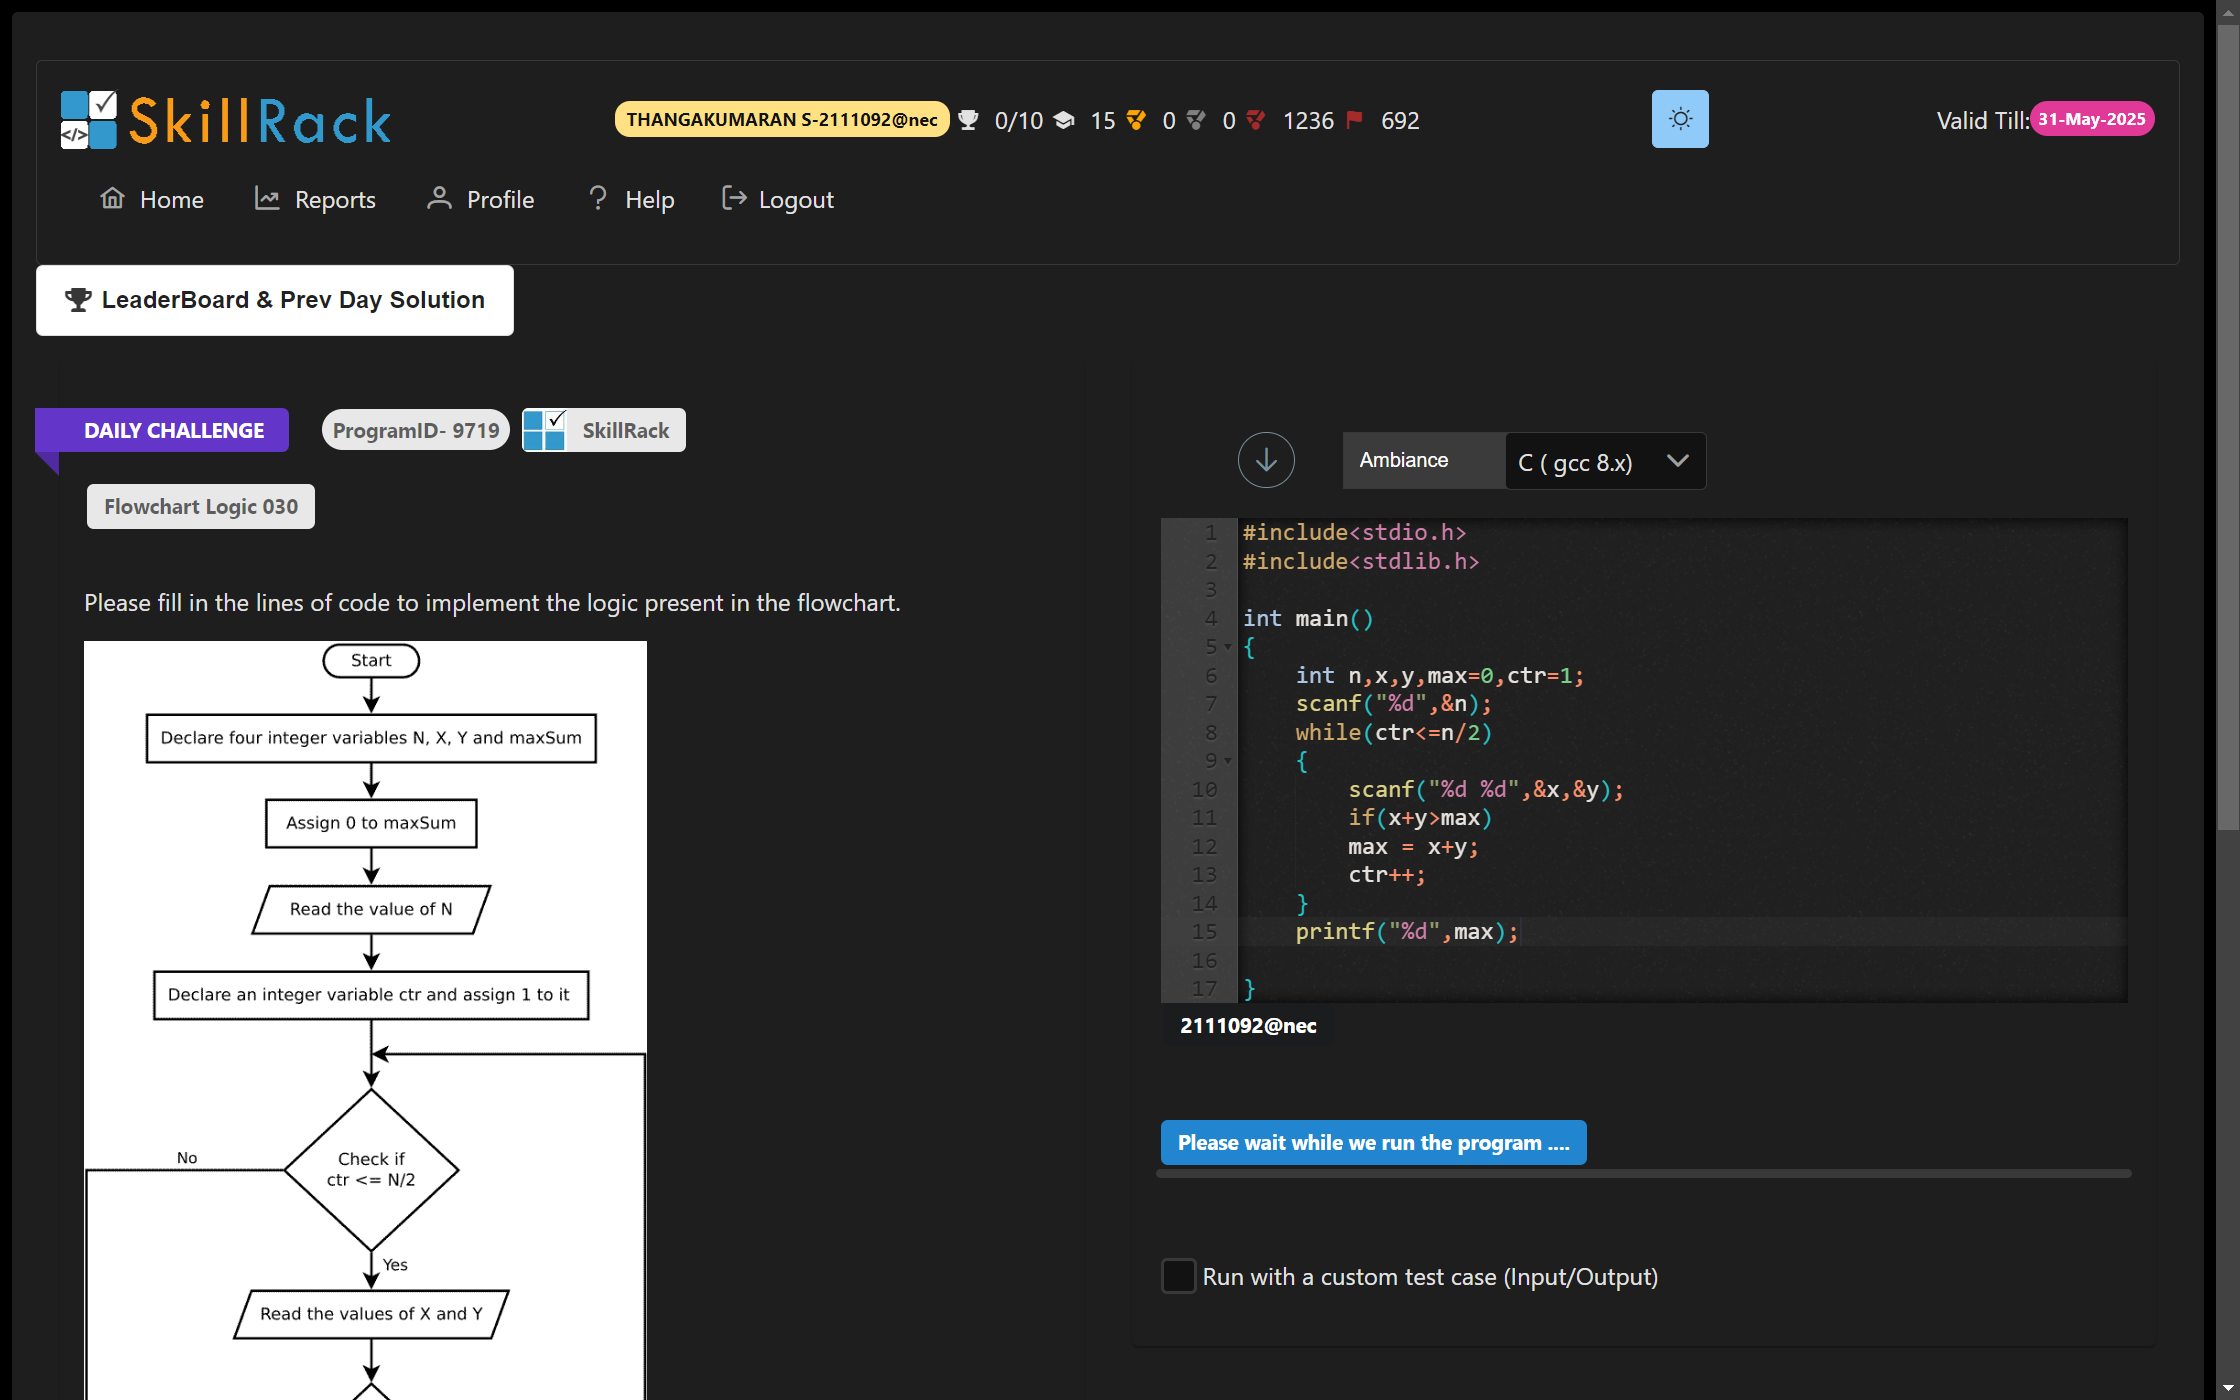 SkillRack
THANGAKUMARAN S-2111092@nec 0/10 15 0 0 1236 692
Valid Till: 31-May-2025
Home Reports Profile Help Logout
LeaderBoard & Prev Day Solution
DAILY CHALLENGE ProgramID- 9719 SkillRack
Flowchart Logic 030
Please fill in the lines of code to implement the logic present in the flowchart.
Start
Declare four integer variables N, X, Y and maxSum
Assign 0 to maxSum
Read the value of N
Declare an integer variable ctr and assign 1 to it
Check if
ctr <= N/2
No
Yes
Read the values of X and Y
Ambiance C ( gcc 8.x)
1 #include<stdio.h>
2 #include<stdlib.h>
3
4 int main()
5 {
6 int n,x,y,max=0,ctr=1;
7 scanf("%d",&n);
8 while(ctr<=n/2)
9 {
10 scanf("%d %d",&x,&y);
11 if(x+y>max)
12 max = x+y;
13 ctr++;
14 }
15 printf("%d",max);
16
17 }
2111092@nec
Please wait while we run the program ....
Run with a custom test case (Input/Output)